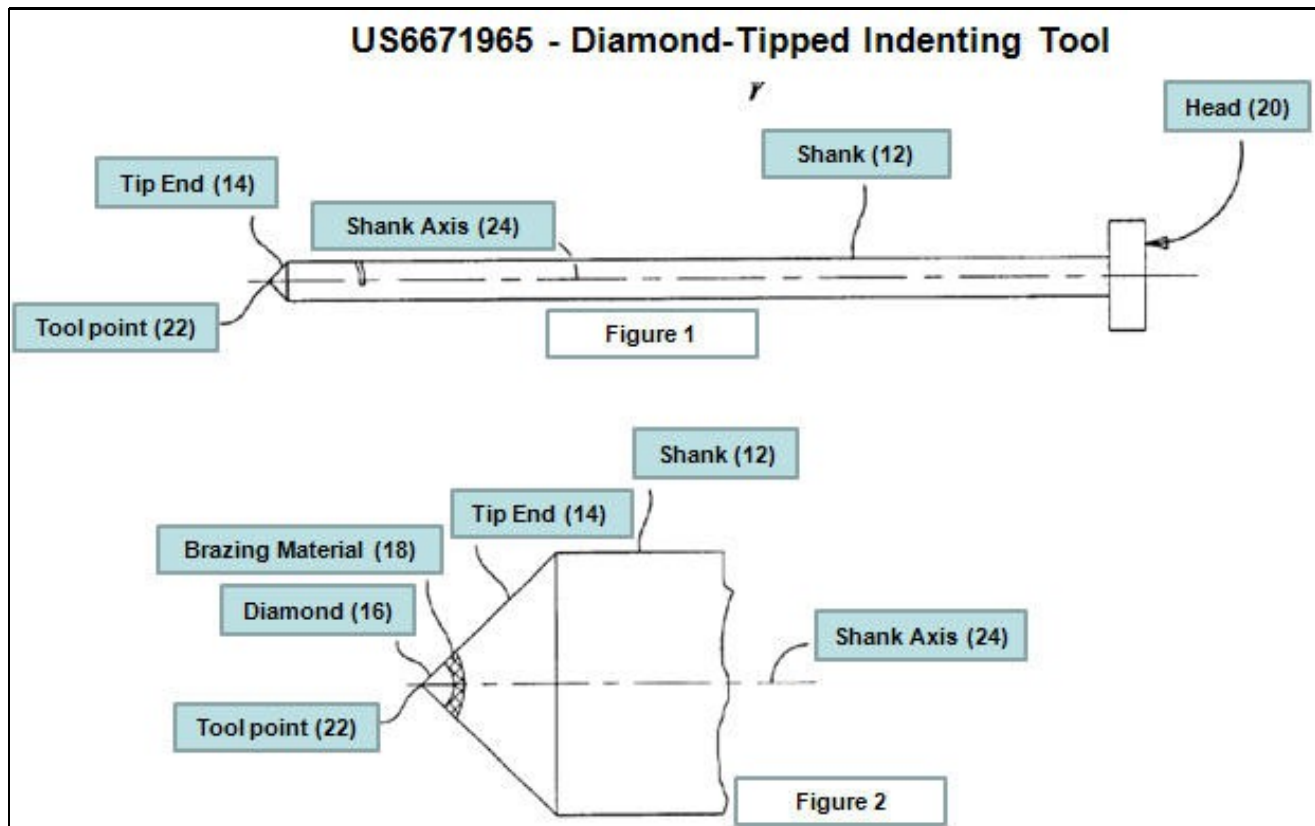 US6671965 - Diamond-Tipped Indenting Tool
r
Head (20)
Shank (12)
Tip End (14)
Shank Axis (24)
Tool point (22)
Figure 1
Shank (12)
Tip End (14)
Brazing Material (18)
Diamond (16)
Shank Axis (24)
Tool point (22)
Figure 2